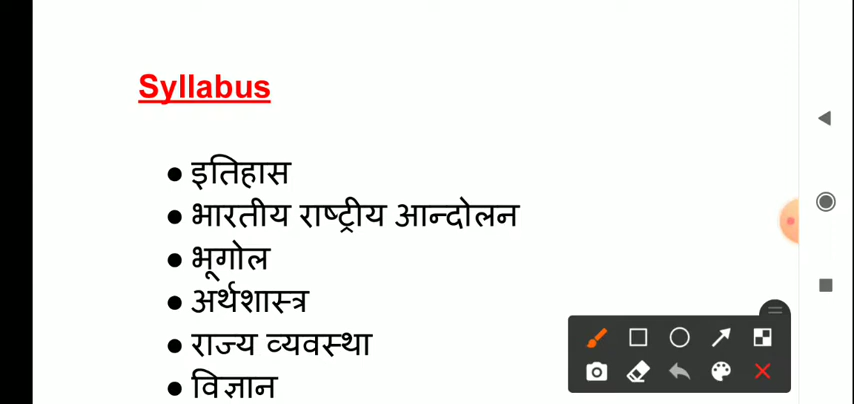 Syllabus
● इतिहास
● भारतीय राष्ट्रीय आन्दोलन
● भूगोल
● अर्थशास्त्र
● राज्य व्यवस्था
● विज्ञान